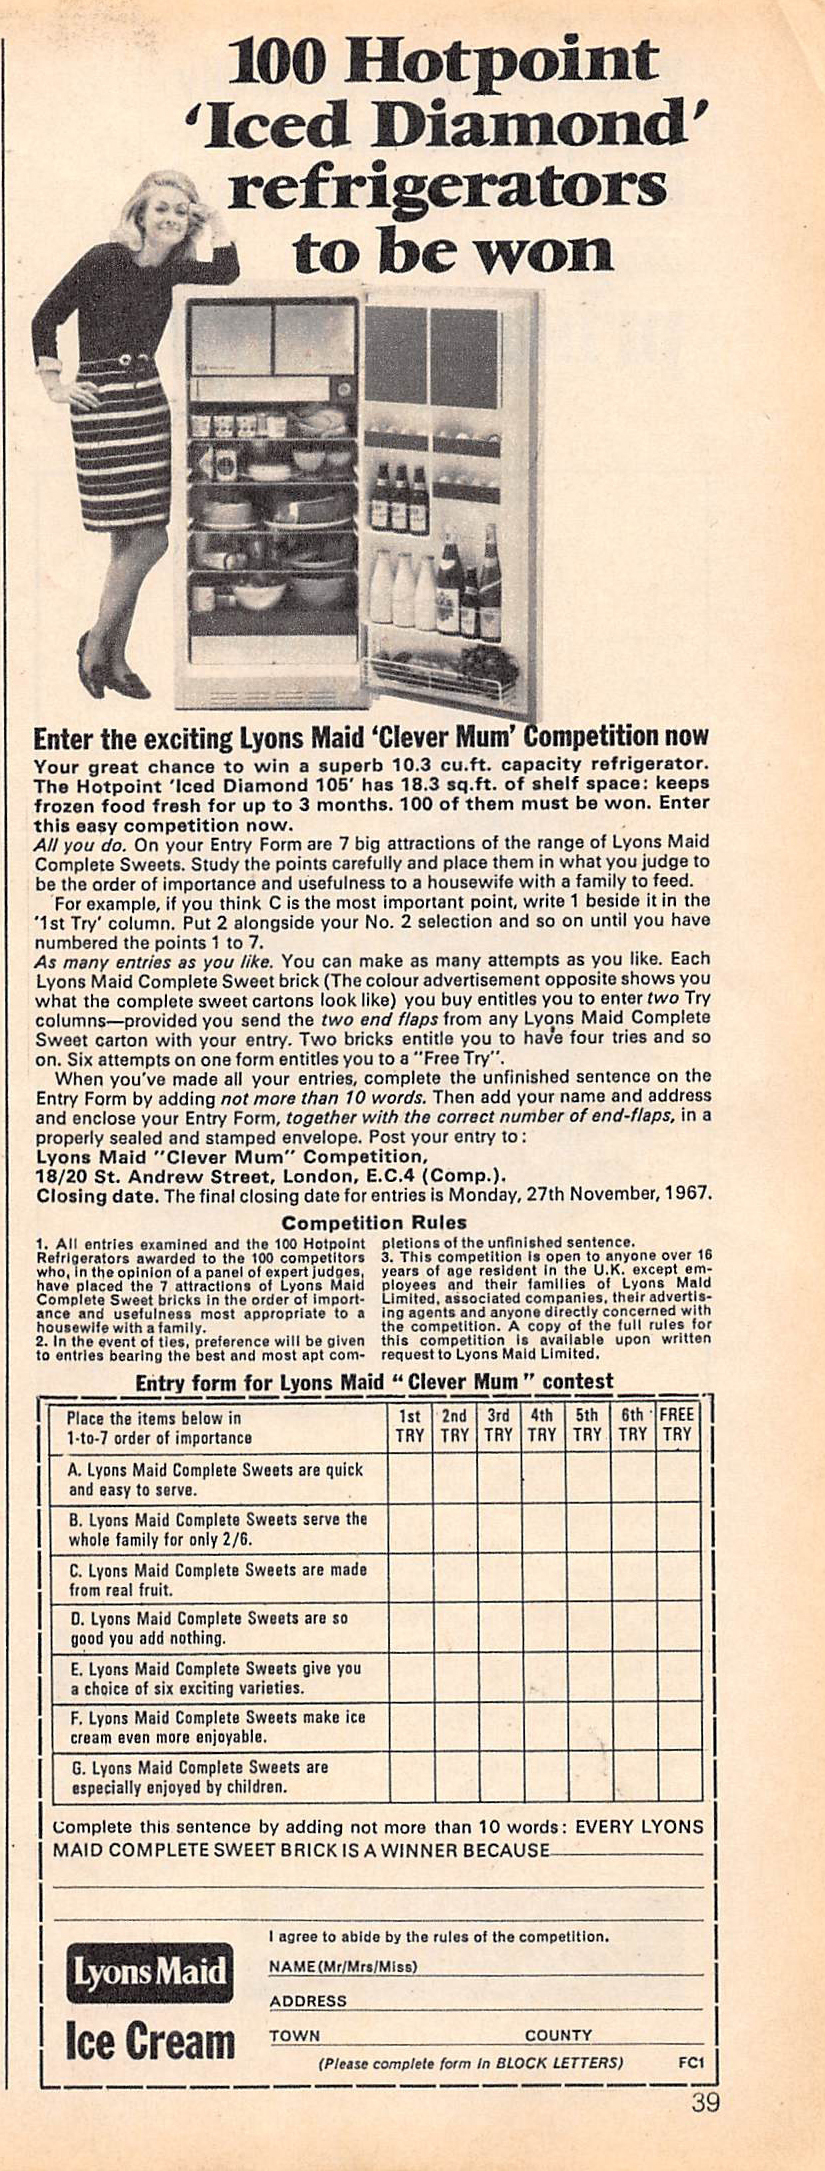 100 Hotpoint
‘Iced Diamond’
refrigerators
to be won
Enter the exciting Lyons Maid ‘Clever Mum’ Competition now
Your great chance to win a superb 10.3 cu.ft. capacity refrigerator.
The Hotpoint ‘Iced Diamond 105’ has 18.3 sq.ft. of shelf space: keeps
frozen food fresh for up to 3 months. 100 of them must be won. Enter
this easy competition now.
All you do. On your Entry Form are 7 big attractions of the range of Lyons Maid
Complete Sweets. Study the points carefully and place them in what you judge to
be the order of importance and usefulness to a housewife with a family to feed.
For example, if you think C is the most important point, write 1 beside it in the
‘1st Try’ column. Put 2 alongside your No. 2 selection and so on until you have
numbered the points 1 to 7.
As many entries as you like. You can make as many attempts as you like. Each
Lyons Maid Complete Sweet brick (The colour advertisement opposite shows you
what the complete sweet cartons look like) you buy entitles you to enter two Try
columns—provided you send the two end flaps from any Lyons Maid Complete
Sweet carton with your entry. Two bricks entitle you to have four tries and so
on. Six attempts on one form entitles you to a "Free Try".
When you've made all your entries, complete the unfinished sentence on the
Entry Form by adding not more than 10 words. Then add your name and address
and enclose your Entry Form, together with the correct number of end-flaps, in a
properly sealed and stamped envelope. Post your entry to:
Lyons Maid "Clever Mum" Competition,
18/20 St. Andrew Street, London, E.C.4 (Comp.).
Closing date. The final closing date for entries is Monday, 27th November, 1967.
Competition Rules
1. All entries examined and the 100 Hotpoint
Refrigerators awarded to the 100 competitors
who, in the opinion of a panel of expert judges,
have placed the 7 attractions of Lyons Maid
Complete Sweet bricks in the order of import-
ance and usefulness most appropriate to a
housewife with a family.
2. In the event of ties, preference will be given
to entries bearing the best and most apt com-
pletions of the unfinished sentence.
3. This competition is open to anyone over 16
years of age resident in the U.K. except em-
ployees and their families of Lyons Maid
Limited, associated companies, their advertis-
ing agents and anyone directly concerned with
the competition. A copy of the full rules for
this competition is available upon written
request to Lyons Maid Limited.
Entry form for Lyons Maid "Clever Mum" contest
Place the items below in
1-to-7 order of importance
1st TRY
2nd TRY
3rd TRY
4th TRY
5th TRY
6th TRY
FREE TRY
A. Lyons Maid Complete Sweets are quick
and easy to serve.
B. Lyons Maid Complete Sweets serve the
whole family for only 2/6.
C. Lyons Maid Complete Sweets are made
from real fruit.
D. Lyons Maid Complete Sweets are so
good you add nothing.
E. Lyons Maid Complete Sweets give you
a choice of six exciting varieties.
F. Lyons Maid Complete Sweets make ice
cream even more enjoyable.
G. Lyons Maid Complete Sweets are
especially enjoyed by children.
Complete this sentence by adding not more than 10 words: EVERY LYONS
MAID COMPLETE SWEET BRICK IS A WINNER BECAUSE
I agree to abide by the rules of the competition.
Lyons Maid
Ice Cream
NAME (Mr/Mrs/Miss)
ADDRESS
TOWN COUNTY
(Please complete form in BLOCK LETTERS) FC1
39